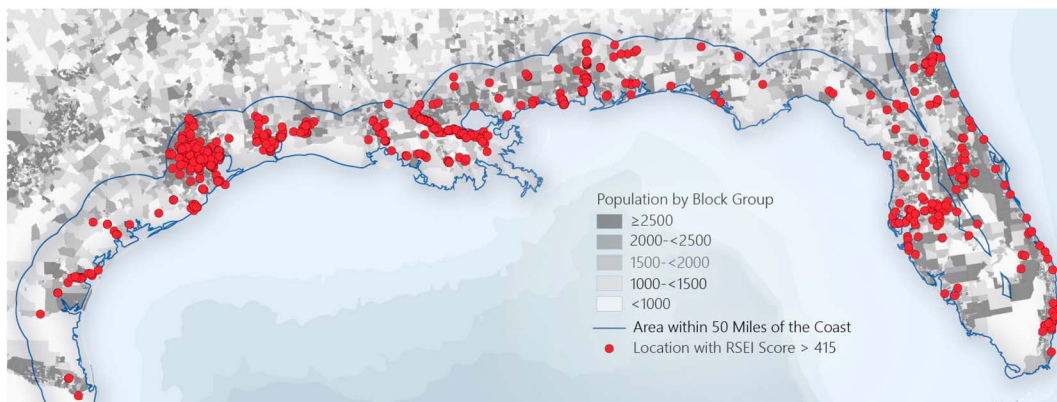 Population by Block Group
≥2500
2000-<2500
1500-<2000
1000-<1500
<1000
Area within 50 Miles of the Coast
Location with RSEI Score > 415